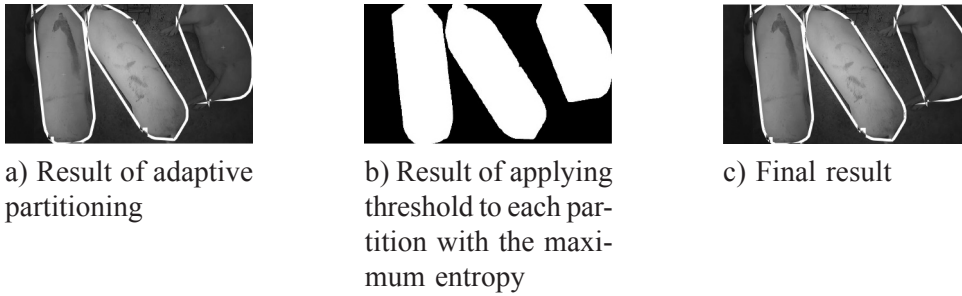 a) Result of adaptive
partitioning
b) Result of applying
threshold to each par-
tition with the maxi-
mum entropy
c) Final result